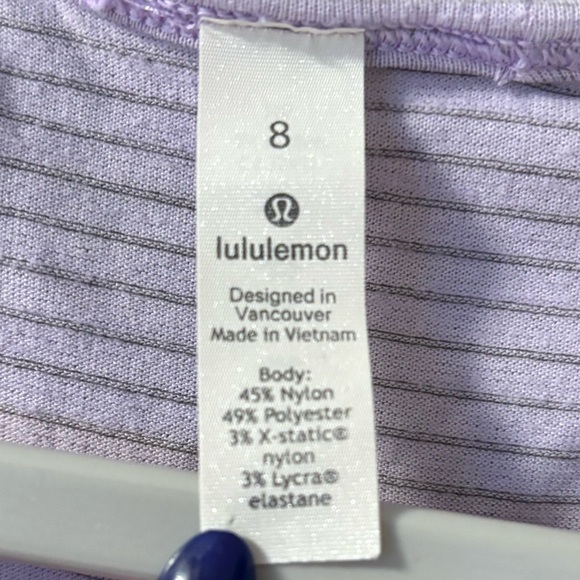 8
lululemon
Designed in
Vancouver
Made in Vietnam
Body:
45% Nylon
49% Polyester
3% X-static®
nylon
3% Lycra®
elastane